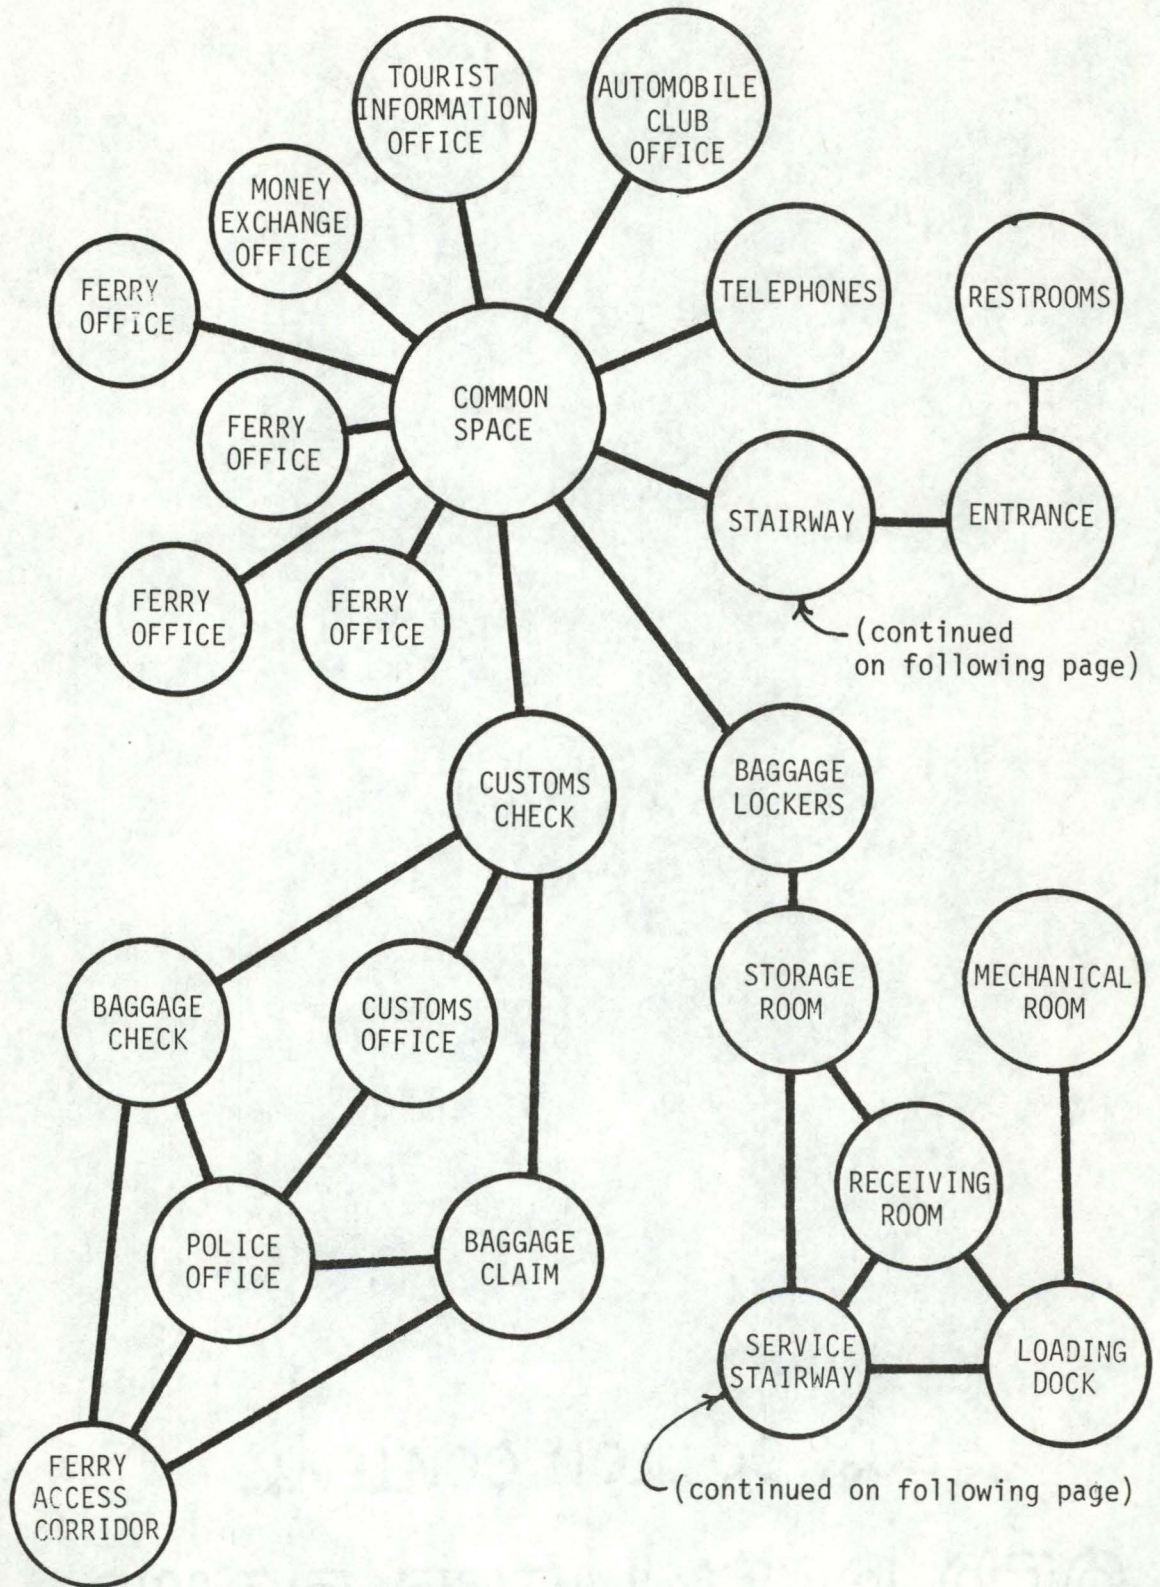 TOURIST
INFORMATION
OFFICE
AUTOMOBILE
CLUB
OFFICE
MONEY
EXCHANGE
OFFICE
FERRY
OFFICE
TELEPHONES
RESTROOMS
COMMON
SPACE
FERRY
OFFICE
STAIRWAY
ENTRANCE
FERRY
OFFICE
FERRY
OFFICE
(continued
on following page)
CUSTOMS
CHECK
BAGGAGE
LOCKERS
BAGGAGE
CHECK
CUSTOMS
OFFICE
STORAGE
ROOM
MECHANICAL
ROOM
RECEIVING
ROOM
POLICE
OFFICE
BAGGAGE
CLAIM
SERVICE
STAIRWAY
LOADING
DOCK
FERRY
ACCESS
CORRIDOR
(continued on following page)